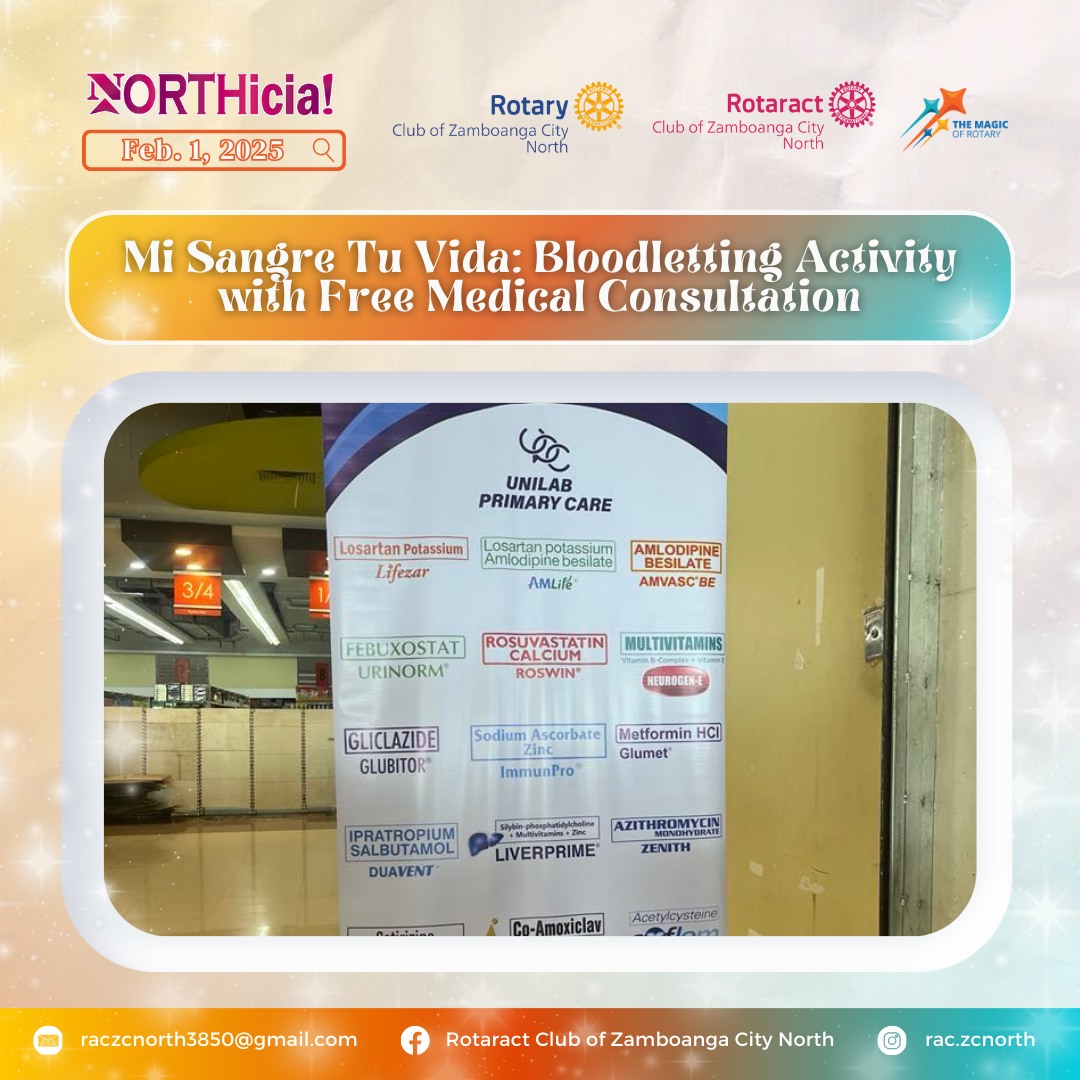 NORTHicia!
Feb. 1, 2025
Rotary
Club of Zamboanga City
North
Rotaract
Club of Zamboanga City
North
THE MAGIC
OF ROTARY
Mi Sangre Tu Vida: Bloodletting Activity
with Free Medical Consultation
UNILAB
PRIMARY CARE
Losartan Potassium
Lifezar
Losartan potassium
Amlodipine besilate
AMLife®
AMLODIPINE
BESILATE
AMVASC®BE
3/4
1/
FEBUXOSTAT
URINORM®
ROSUVASTATIN
CALCIUM
ROSWIN®
MULTIVITAMINS
Vitamin B-Complex + Vitamin E
NEUROGEN-E
GLICLAZIDE
GLUBITOR®
Sodium Ascorbate
Zinc
ImmunPro®
Metformin HCl
Glumet®
IPRATROPIUM
SALBUTAMOL
DUAVENT
Silybin-phosphatidylcholine
+ Multivitamins + Zinc
LIVERPRIME®
AZITHROMYCIN
MONOHYDRATE
ZENITH
Co-Amoxiclav
Acetylcysteine
raczcnorth3850@gmail.com
Rotaract Club of Zamboanga City North
rac.zcnorth